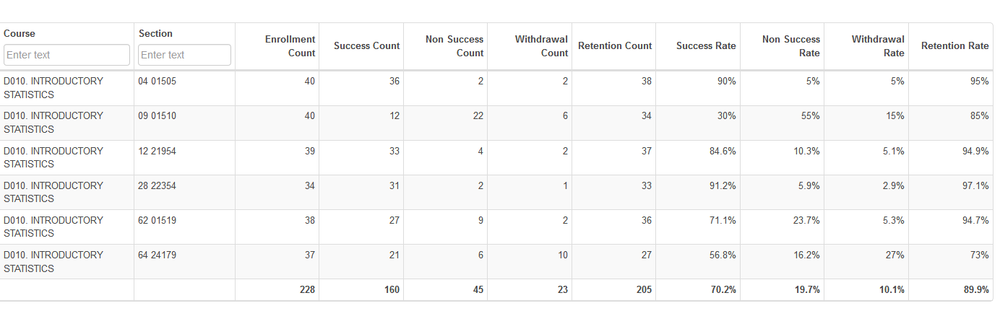 Course Section Enrollment Count Success Count Non Success Count Withdrawal Count Retention Count Success Rate Non Success Rate Withdrawal Rate Retention Rate
Enter text Enter text
D010. INTRODUCTORY STATISTICS 04 01505 40 36 2 2 38 90% 5% 5% 95%
D010. INTRODUCTORY STATISTICS 09 01510 40 12 22 6 34 30% 55% 15% 85%
D010. INTRODUCTORY STATISTICS 12 21954 39 33 4 2 37 84.6% 10.3% 5.1% 94.9%
D010. INTRODUCTORY STATISTICS 28 22354 34 31 2 1 33 91.2% 5.9% 2.9% 97.1%
D010. INTRODUCTORY STATISTICS 62 01519 38 27 9 2 36 71.1% 23.7% 5.3% 94.7%
D010. INTRODUCTORY STATISTICS 64 24179 37 21 6 10 27 56.8% 16.2% 27% 73%
228 160 45 23 205 70.2% 19.7% 10.1% 89.9%